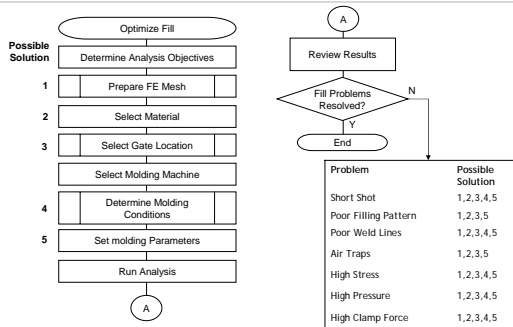 Optimize Fill
Possible
Solution
Determine Analysis Objectives
1 Prepare FE Mesh
2 Select Material
3 Select Gate Location
Select Molding Machine
4 Determine Molding
Conditions
5 Set molding Parameters
Run Analysis
A
A
Review Results
Fill Problems
Resolved?
N
Y
End
Problem Possible
Solution
Short Shot 1,2,3,4,5
Poor Filling Pattern 1,2,3,5
Poor Weld Lines 1,2,3,4,5
Air Traps 1,2,3,5
High Stress 1,2,3,4,5
High Pressure 1,2,3,4,5
High Clamp Force 1,2,3,4,5